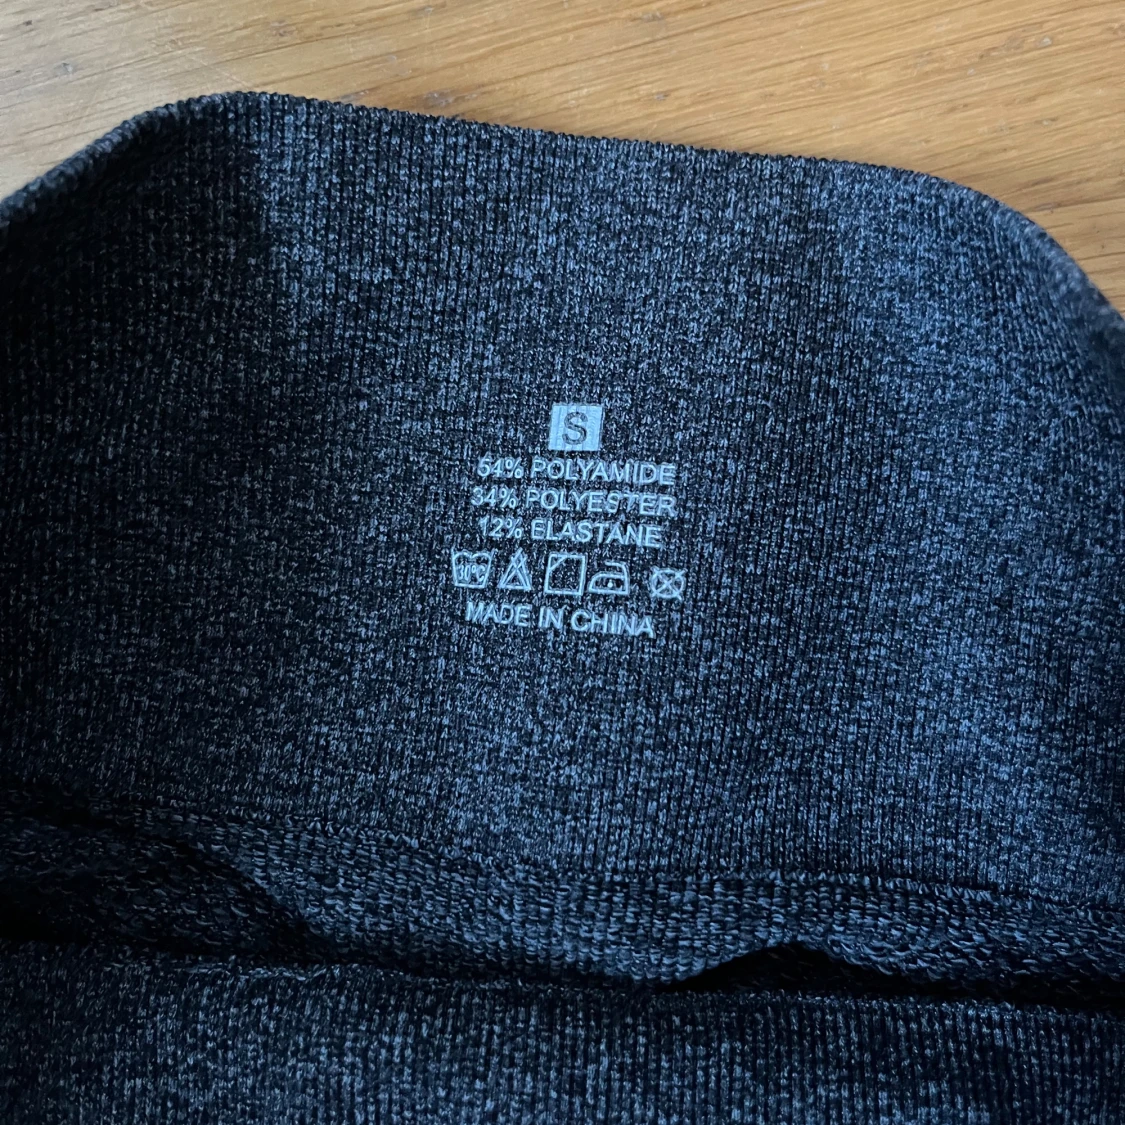 S
54% POLYAMIDE
34% POLYESTER
12% ELASTANE
MADE IN CHINA